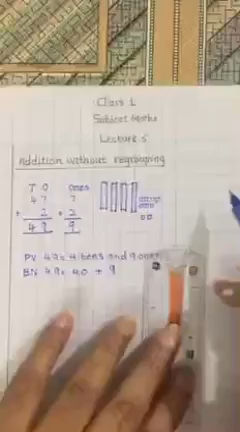 Class 1
Subject Maths
Lecture 5
Addition without regrouping
T O ones
4 7 7
+ 2 + 2
4 9 9
PV 49= 4 tens and 9 ones
BN 49= 40 + 9